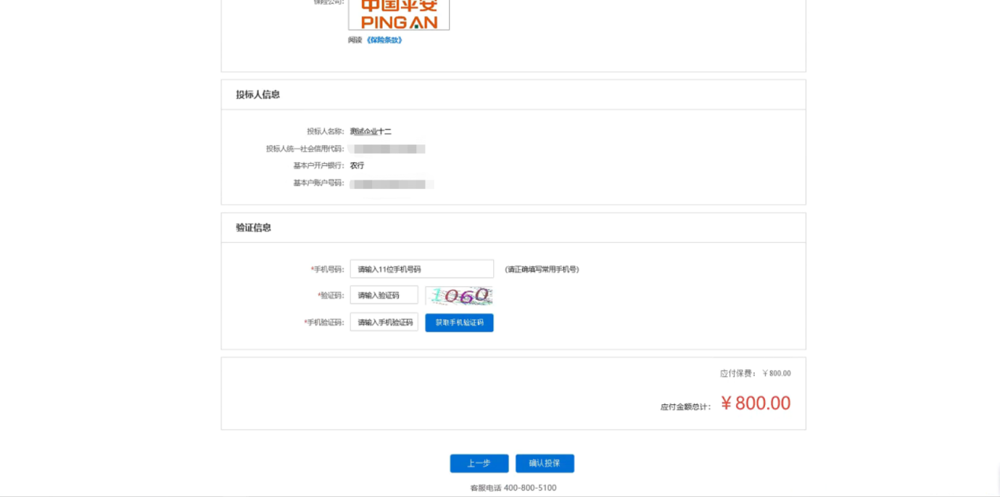 保险公司:
中国平安
PINGAN
阅读 《保险条款》
投标人信息
投标人名称: 测试企业十二
投标人统一社会信用代码:
基本户开户银行: 农行
基本户账户号码:
验证信息
*手机号码: 请输入11位手机号码 (请正确填写常用手机号)
*验证码: 请输入验证码 1060
*手机验证码: 请输入手机验证码 获取手机验证码
应付保费: ￥800.00
应付金额总计: ￥800.00
上一步 确认投保
客服电话 400-800-5100